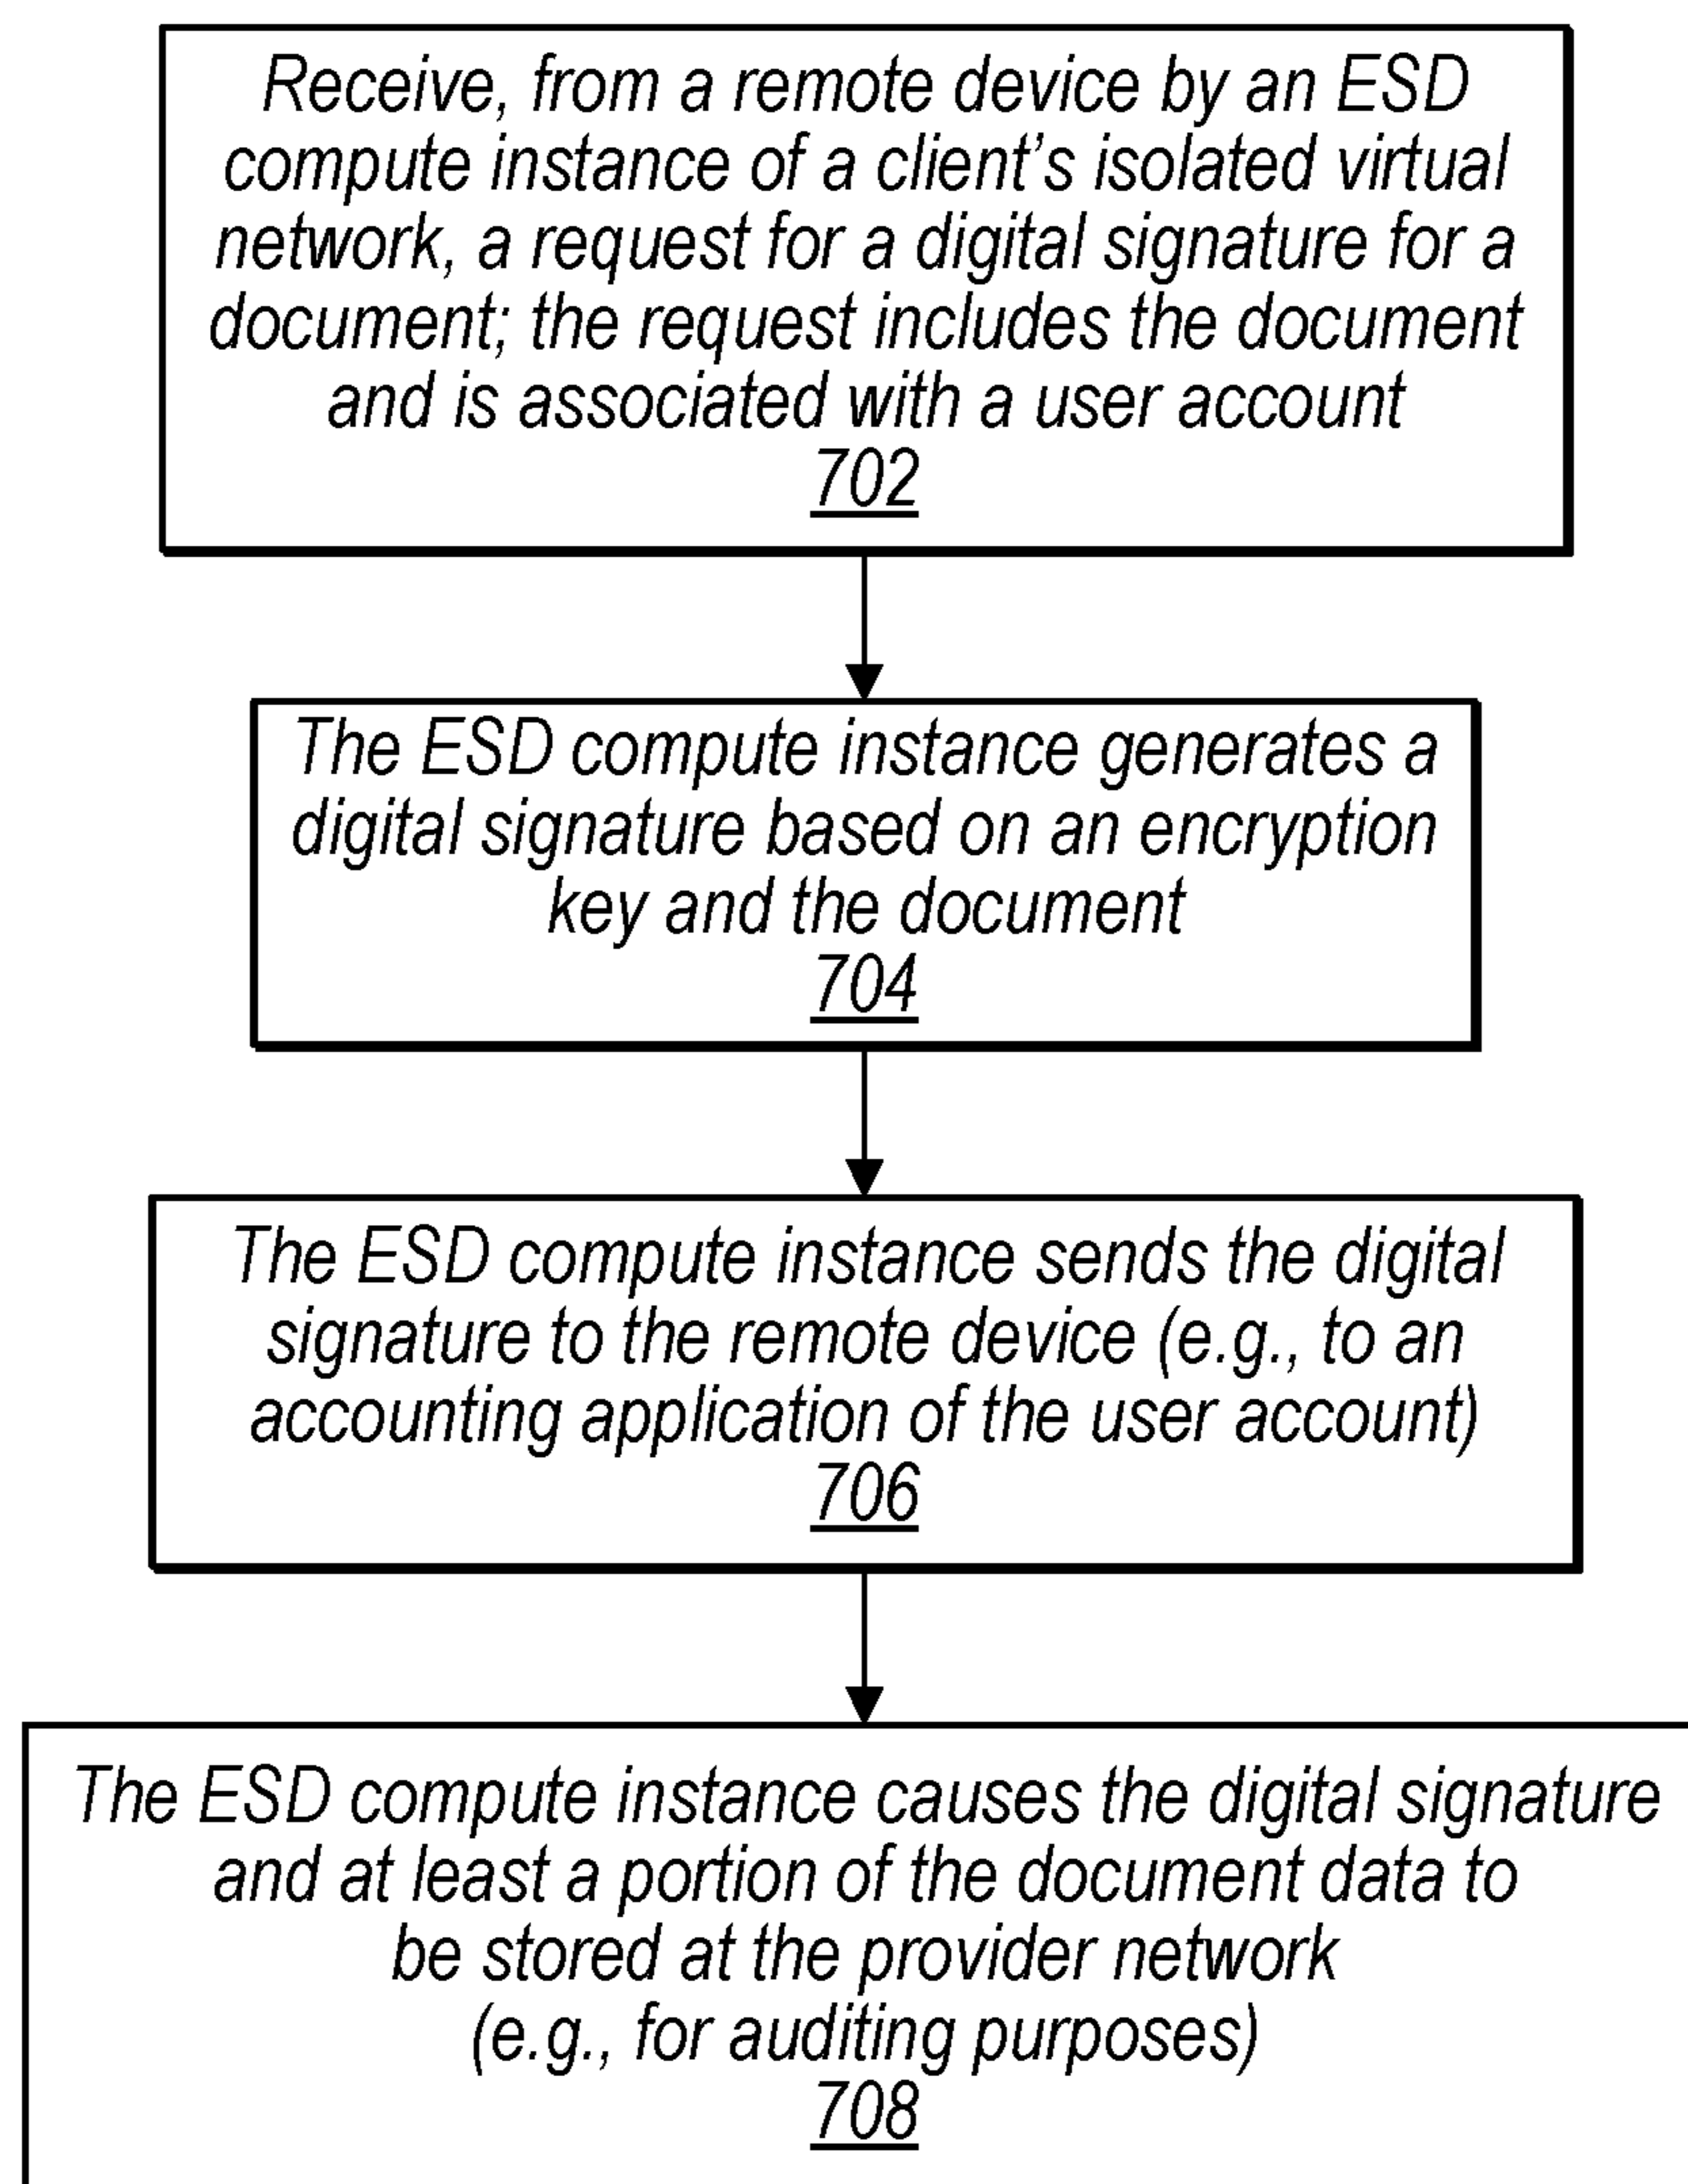 Receive, from a remote device by an ESD
compute instance of a client's isolated virtual
network, a request for a digital signature for a
document; the request includes the document
and is associated with a user account
702
The ESD compute instance generates a
digital signature based on an encryption
key and the document
704
The ESD compute instance sends the digital
signature to the remote device (e.g., to an
accounting application of the user account)
706
The ESD compute instance causes the digital signature
and at least a portion of the document data to
be stored at the provider network
(e.g., for auditing purposes)
708